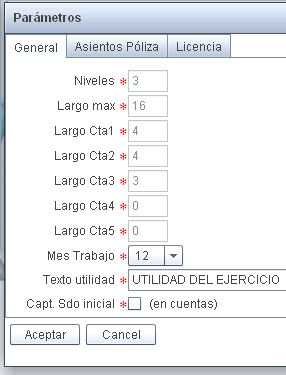 Parámetros
General Asientos Póliza Licencia
Niveles * 3
Largo max * 16
Largo Cta1 * 4
Largo Cta2 * 4
Largo Cta3 * 3
Largo Cta4 * 0
Largo Cta5 * 0
Mes Trabajo * 12
Texto utilidad * UTILIDAD DEL EJERCICIO
Capt. Sdo inicial * (en cuentas)
Aceptar Cancel